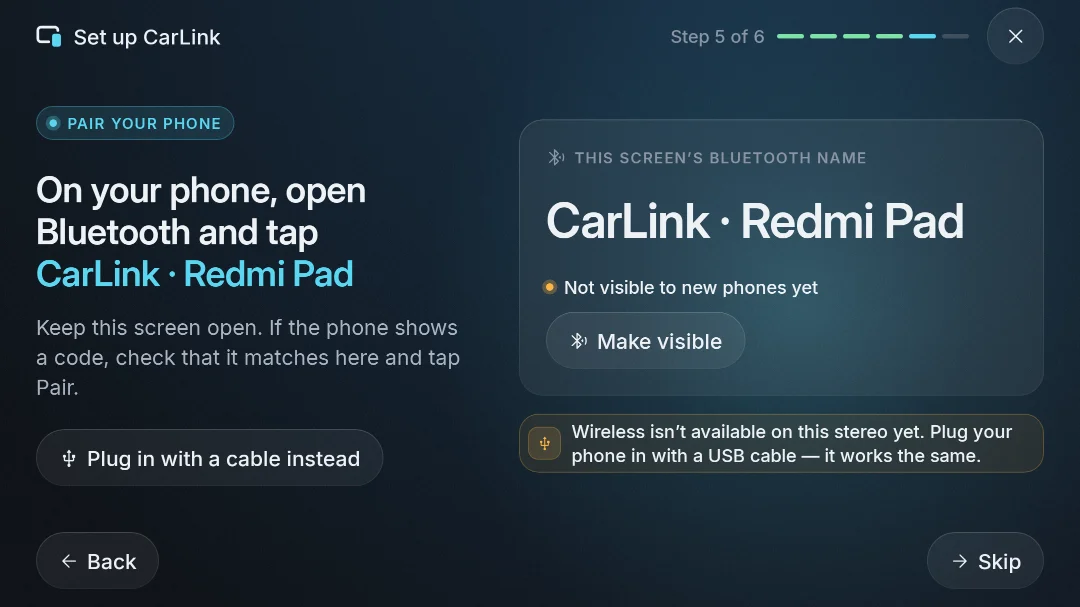 Set up CarLink
Step 5 of 6
PAIR YOUR PHONE
On your phone, open
Bluetooth and tap
CarLink · Redmi Pad
Keep this screen open. If the phone shows
a code, check that it matches here and tap
Pair.
Plug in with a cable instead
THIS SCREEN’S BLUETOOTH NAME
CarLink · Redmi Pad
Not visible to new phones yet
Make visible
Wireless isn’t available on this stereo yet. Plug your
phone in with a USB cable — it works the same.
Back
Skip